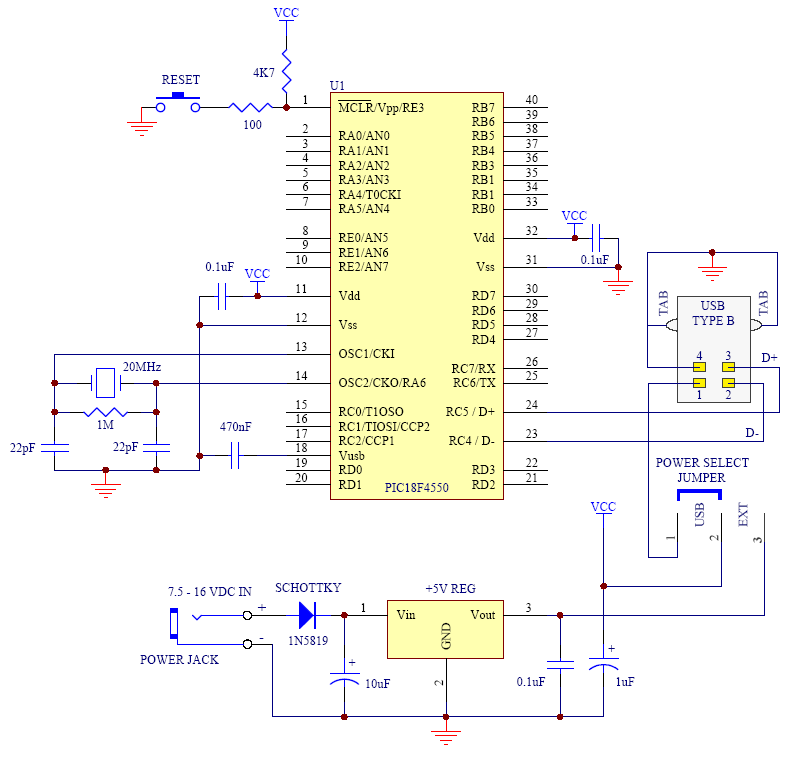 VCC
4K7
RESET
100
U1
1 MCLR/Vpp/RE3 RB7 40
RB6 39
2 RA0/AN0 RB5 38
3 RA1/AN1 RB4 37
4 RA2/AN2 RB3 36
5 RA3/AN3 RB1 35
6 RA4/T0CKI RB1 34
7 RA5/AN4 RB0 33
8 RE0/AN5 Vdd 32
9 RE1/AN6
10 RE2/AN7 Vss 31
VCC
0.1uF
0.1uF
VCC
11 Vdd RD7 30
RD6 29
12 Vss RD5 28
RD4 27
13 OSC1/CKI
RC7/RX 26
14 OSC2/CKO/RA6 RC6/TX 25
15 RC0/T1OSO RC5 / D+ 24
16 RC1/TIOSI/CCP2
17 RC2/CCP1 RC4 / D- 23
18 Vusb
19 RD0 RD3 22
20 RD1 RD2 21
PIC18F4550
20MHz
1M
22pF
22pF
470nF
TAB
USB
TYPE B
TAB
4 3
1 2
D+
D-
POWER SELECT
JUMPER
USB
EXT
1
2
3
VCC
7.5 - 16 VDC IN
+
-
POWER JACK
SCHOTTKY
1N5819
+5V REG
1 Vin Vout 3
GND
2
+
10uF
0.1uF
+
1uF